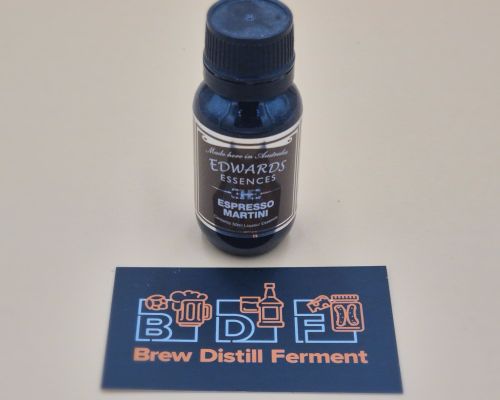 Made here in Australia
EDWARDS
ESSENCES
ESPRESSO
MARTINI
B D F
Brew Distill Ferment